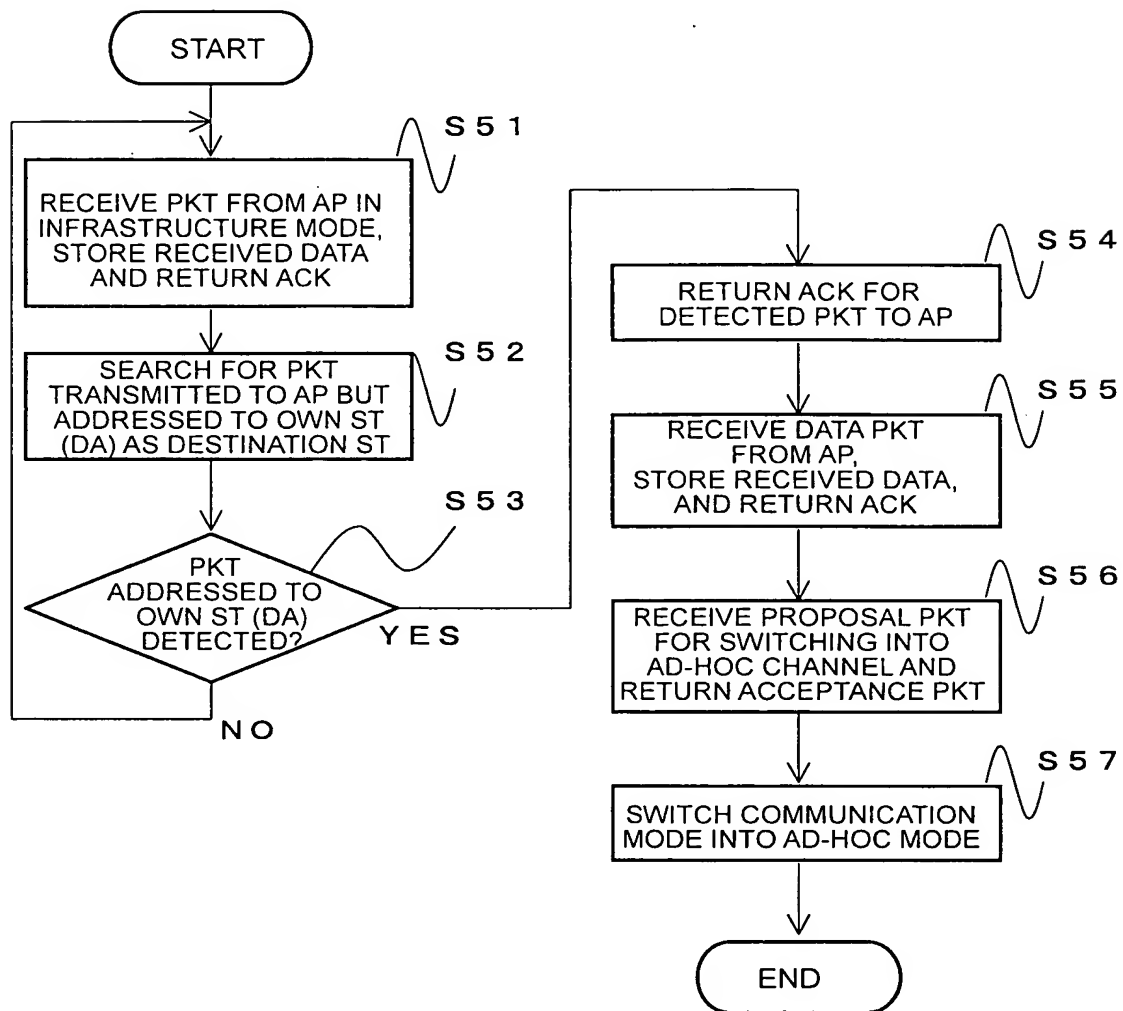 START
S51
RECEIVE PKT FROM AP IN
INFRASTRUCTURE MODE,
STORE RECEIVED DATA
AND RETURN ACK
S52
SEARCH FOR PKT
TRANSMITTED TO AP BUT
ADDRESSED TO OWN ST
(DA) AS DESTINATION ST
S53
PKT
ADDRESSED TO
OWN ST (DA)
DETECTED?
YES
NO
S54
RETURN ACK FOR
DETECTED PKT TO AP
S55
RECEIVE DATA PKT
FROM AP,
STORE RECEIVED DATA,
AND RETURN ACK
S56
RECEIVE PROPOSAL PKT
FOR SWITCHING INTO
AD-HOC CHANNEL AND
RETURN ACCEPTANCE PKT
S57
SWITCH COMMUNICATION
MODE INTO AD-HOC MODE
END